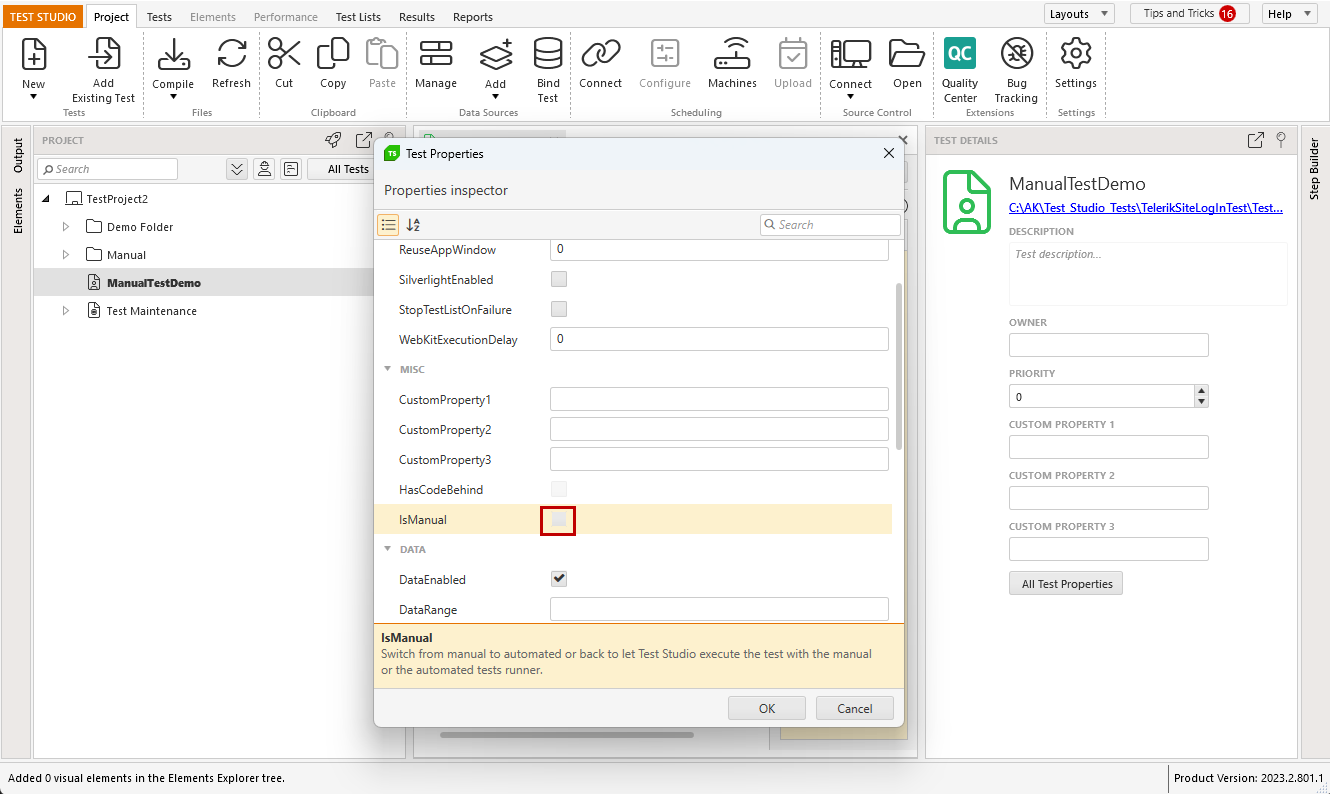 TEST STUDIO
Project
Tests
Elements
Performance
Test Lists
Results
Reports
Layouts
Tips and Tricks 16
Help
New
Add
Existing Test
Tests
Compile
Refresh
Files
Cut
Copy
Paste
Clipboard
Manage
Add
Bind
Test
Data Sources
Connect
Configure
Machines
Upload
Scheduling
Connect
Open
Source Control
QC
Quality
Center
Bug
Tracking
Extensions
Settings
Settings
Output
Elements
PROJECT
Search
All Tests
TestProject2
Demo Folder
Manual
ManualTestDemo
Test Maintenance
TS Test Properties
Properties inspector
Search
ReuseAppWindow 0
SilverlightEnabled
StopTestListOnFailure
WebKitExecutionDelay 0
MISC
CustomProperty1
CustomProperty2
CustomProperty3
HasCodeBehind
IsManual
DATA
DataEnabled
DataRange
IsManual
Switch from manual to automated or back to let Test Studio execute the test with the manual
or the automated tests runner.
OK
Cancel
TEST DETAILS
ManualTestDemo
C:\AK\Test_Studio_Tests\TelerikSiteLogInTest\Test...
DESCRIPTION
Test description...
OWNER
PRIORITY
0
CUSTOM PROPERTY 1
CUSTOM PROPERTY 2
CUSTOM PROPERTY 3
All Test Properties
Step Builder
Added 0 visual elements in the Elements Explorer tree.
Product Version: 2023.2.801.1